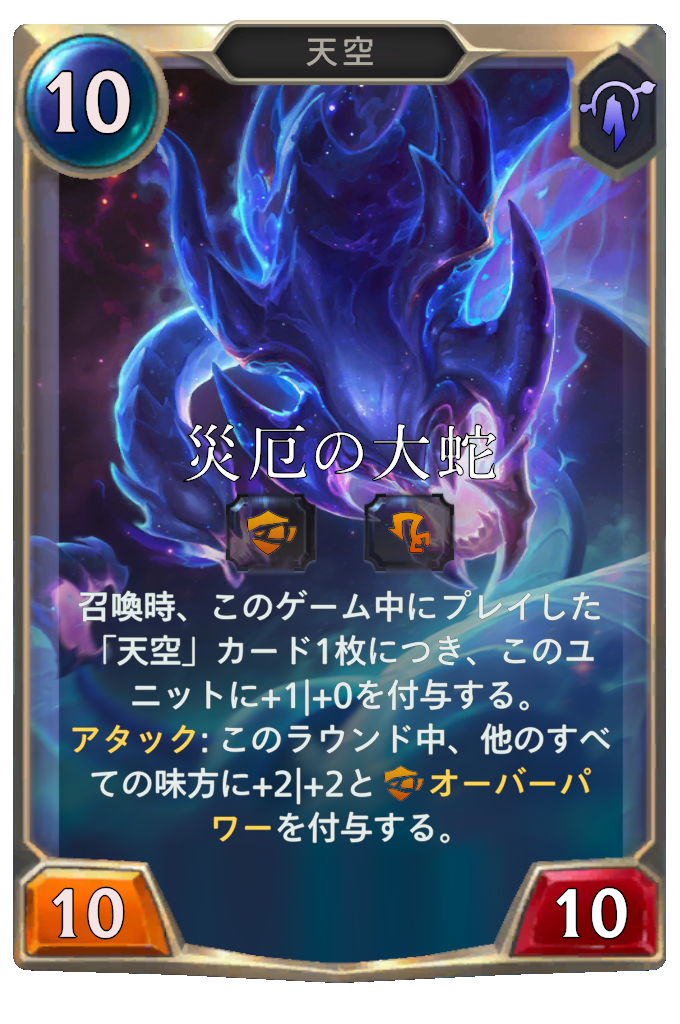 天空
10
災厄の大蛇
召喚時、このゲーム中にプレイした
「天空」カード1枚につき、このユ
ニットに+1|+0を付与する。
アタック: このラウンド中、他のすべ
ての味方に+2|+2とオーバーパ
ワーを付与する。
10
10